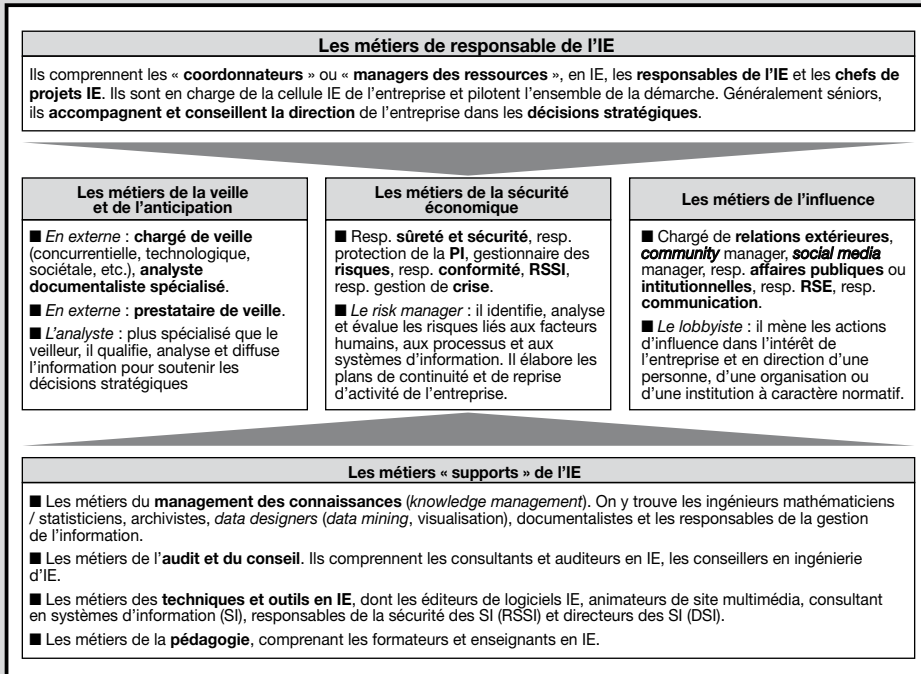 Les métiers de responsable de l'IE
Ils comprennent les « coordonnateurs » ou « managers des ressources », en IE, les responsables de l'IE et les chefs de
projets IE. Ils sont en charge de la cellule IE de l'entreprise et pilotent l'ensemble de la démarche. Généralement séniors,
ils accompagnent et conseillent la direction de l'entreprise dans les décisions stratégiques.
Les métiers de la veille
et de l'anticipation
■ En externe : chargé de veille
(concurrentielle, technologique,
sociétale, etc.), analyste
documentaliste spécialisé.
■ En externe : prestataire de veille.
■ L'analyste : plus spécialisé que le
veilleur, il qualifie, analyse et diffuse
l'information pour soutenir les
décisions stratégiques
Les métiers de la sécurité
économique
■ Resp. sûreté et sécurité, resp.
protection de la PI, gestionnaire des
risques, resp. conformité, RSSI,
resp. gestion de crise.
■ Le risk manager : il identifie, analyse
et évalue les risques liés aux facteurs
humains, aux processus et aux
systèmes d'information. Il élabore les
plans de continuité et de reprise
d'activité de l'entreprise.
Les métiers de l'influence
■ Chargé de relations extérieures,
community manager, social media
manager, resp. affaires publiques ou
intitutionnelles, resp. RSE, resp.
communication.
■ Le lobbyiste : il mène les actions
d'influence dans l'intérêt de
l'entreprise et en direction d'une
personne, d'une organisation ou
d'une institution à caractère normatif.
Les métiers « supports » de l'IE
■ Les métiers du management des connaissances (knowledge management). On y trouve les ingénieurs mathématiciens
/ statisticiens, archivistes, data designers (data mining, visualisation), documentalistes et les responsables de la gestion
de l'information.
■ Les métiers de l'audit et du conseil. Ils comprennent les consultants et auditeurs en IE, les conseillers en ingénierie
d'IE.
■ Les métiers des techniques et outils en IE, dont les éditeurs de logiciels IE, animateurs de site multimédia, consultant
en systèmes d'information (SI), responsables de la sécurité des SI (RSSI) et directeurs des SI (DSI).
■ Les métiers de la pédagogie, comprenant les formateurs et enseignants en IE.